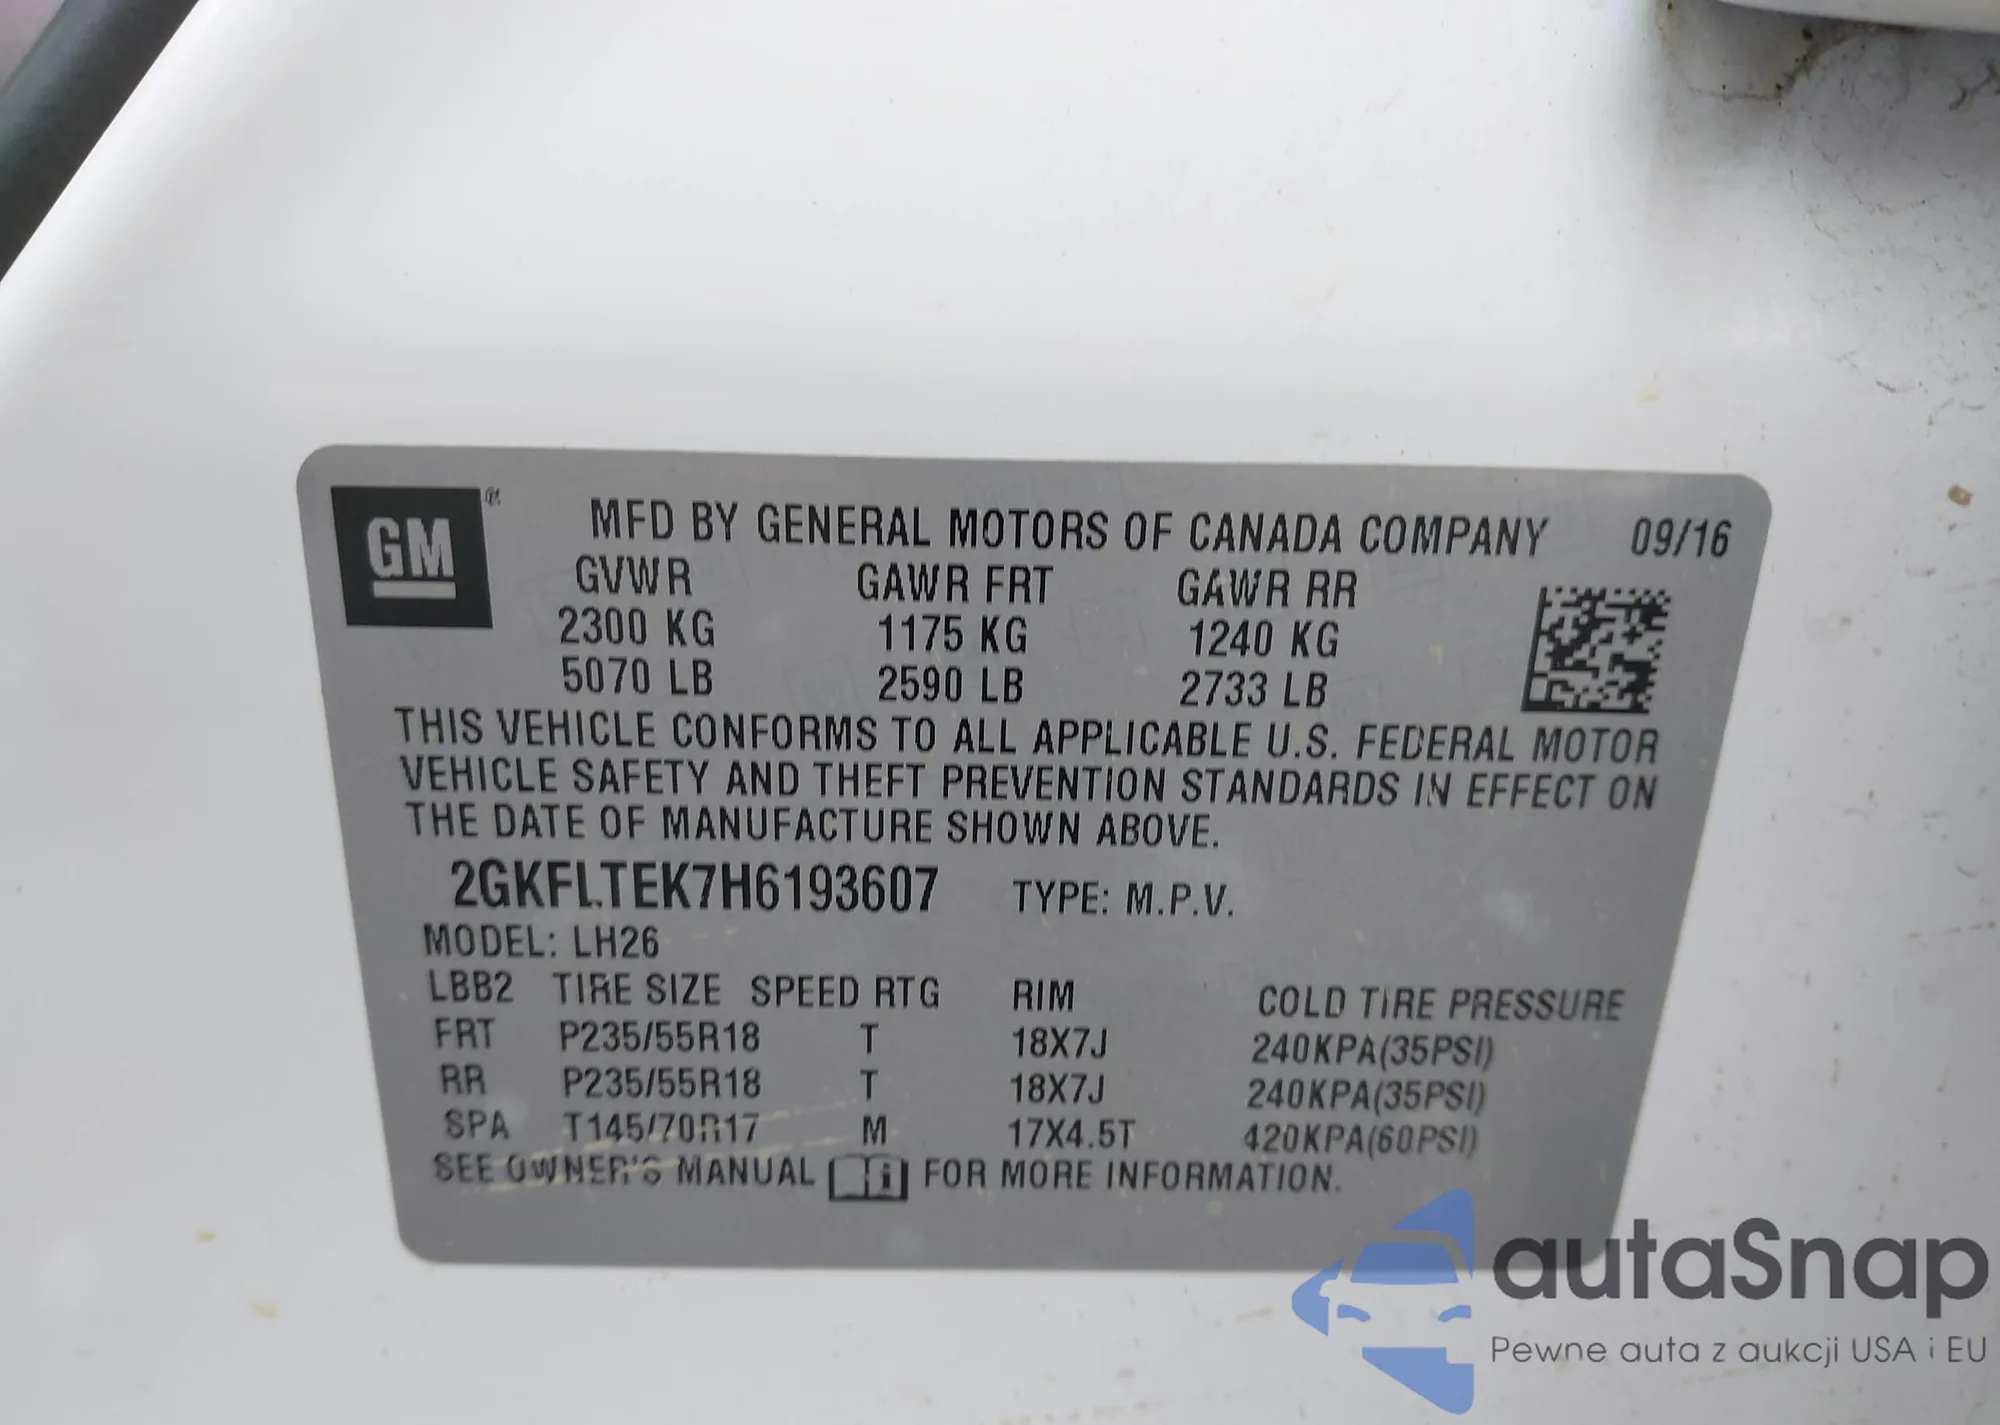 GM ®
MFD BY GENERAL MOTORS OF CANADA COMPANY 09/16
GVWR GAWR FRT GAWR RR
2300 KG 1175 KG 1240 KG
5070 LB 2590 LB 2733 LB
THIS VEHICLE CONFORMS TO ALL APPLICABLE U.S. FEDERAL MOTOR
VEHICLE SAFETY AND THEFT PREVENTION STANDARDS IN EFFECT ON
THE DATE OF MANUFACTURE SHOWN ABOVE.
2GKFLTEK7H6193607 TYPE: M.P.V.
MODEL: LH26
LBB2 TIRE SIZE SPEED RTG RIM COLD TIRE PRESSURE
FRT P235/55R18 T 18X7J 240KPA(35PSI)
RR P235/55R18 T 18X7J 240KPA(35PSI)
SPA T145/70R17 M 17X4.5T 420KPA(60PSI)
SEE OWNER'S MANUAL i FOR MORE INFORMATION.
autaSnap
Pewne auta z aukcji USA i EU